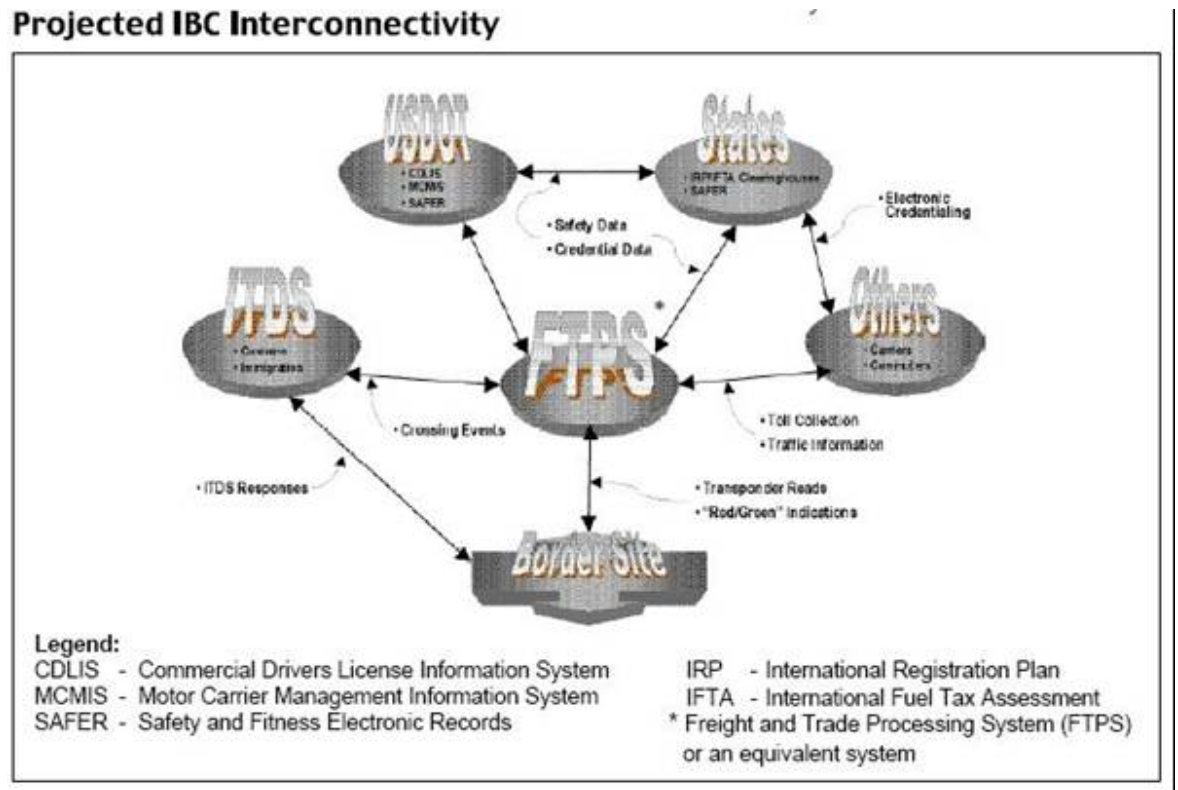 Projected IBC Interconnectivity
USDOT
• CDLIS
• MCMIS
• SAFER
States
• IRP/IFTA Clearinghouses
• SAFER
• Electronic
Credentialing
• Safety Data
• Credential Data
ITDS
• Customs
• Immigration
FTPS *
Others
• Carriers
• Commuters
• Crossing Events
• Toll Collection
• Traffic Information
• ITDS Responses
• Transponder Reads
• "Red/Green" Indications
Border Site
Legend:
CDLIS - Commercial Drivers License Information System
MCMIS - Motor Carrier Management Information System
SAFER - Safety and Fitness Electronic Records
IRP - International Registration Plan
IFTA - International Fuel Tax Assessment
* Freight and Trade Processing System (FTPS)
or an equivalent system